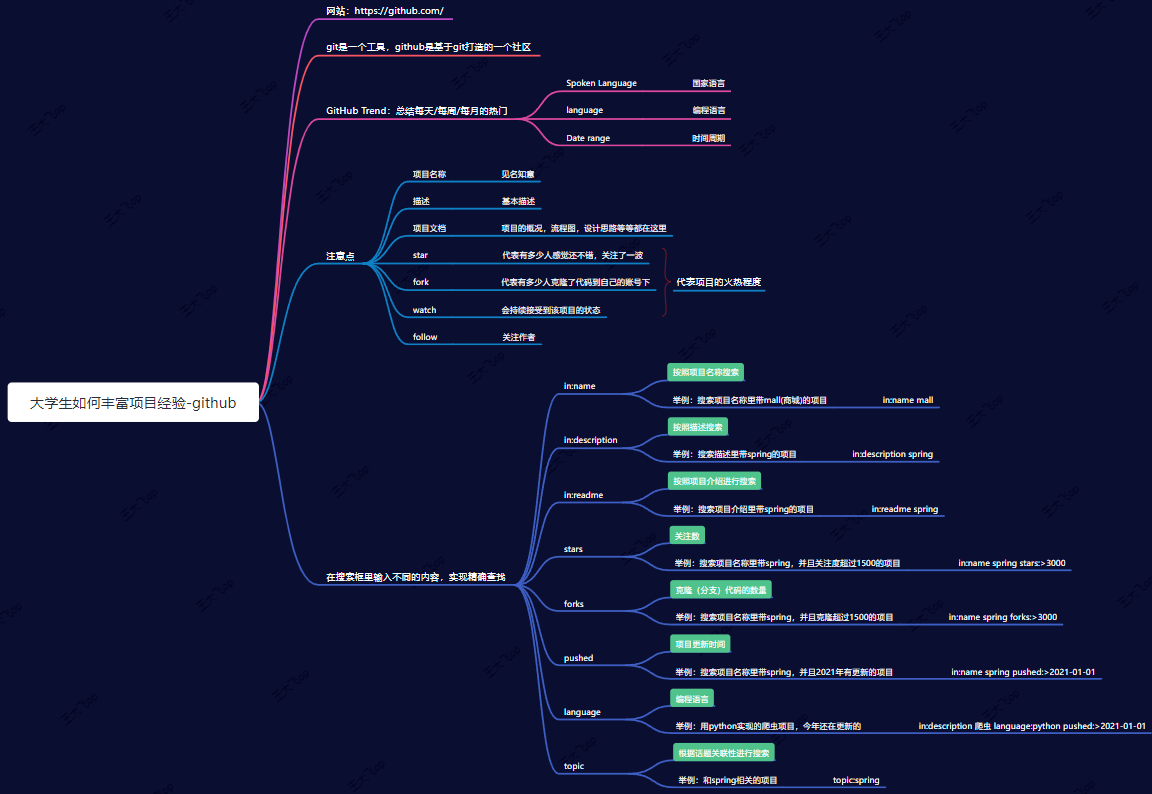 网站：https://github.com/
git是一个工具，github是基于git打造的一个社区
GitHub Trend：总结每天/每周/每月的热门
Spoken Language 国家语言
language 编程语言
Date range 时间周期
注意点
项目名称 见名知意
描述 基本描述
项目文档 项目的概况，流程图，设计思路等等都在这里
star 代表有多少人感觉还不错，关注了一波
fork 代表有多少人克隆了代码到自己的账号下
watch 会持续接受到该项目的状态
代表项目的火热程度
follow 关注作者
大学生如何丰富项目经验-github
在搜索框里输入不同的内容，实现精确查找
in:name
按照项目名称搜索
举例：搜索项目名称里带mall(商城)的项目 in:name mall
in:description
按照描述搜索
举例：搜索描述里带spring的项目 in:description spring
in:readme
按照项目介绍进行搜索
举例：搜索项目介绍里带spring的项目 in:readme spring
stars
关注数
举例：搜索项目名称里带spring，并且关注度超过1500的项目 in:name spring stars:>3000
forks
克隆（分支）代码的数量
举例：搜索项目名称里带spring，并且克隆超过1500的项目 in:name spring forks:>3000
pushed
项目更新时间
举例：搜索项目名称里带spring，并且2021年有更新的项目 in:name spring pushed:>2021-01-01
language
编程语言
举例：用python实现的爬虫项目，今年还在更新的 in:description 爬虫 language:python pushed:>2021-01-01
topic
根据话题关联性进行搜索
举例：和spring相关的项目 topic:spring